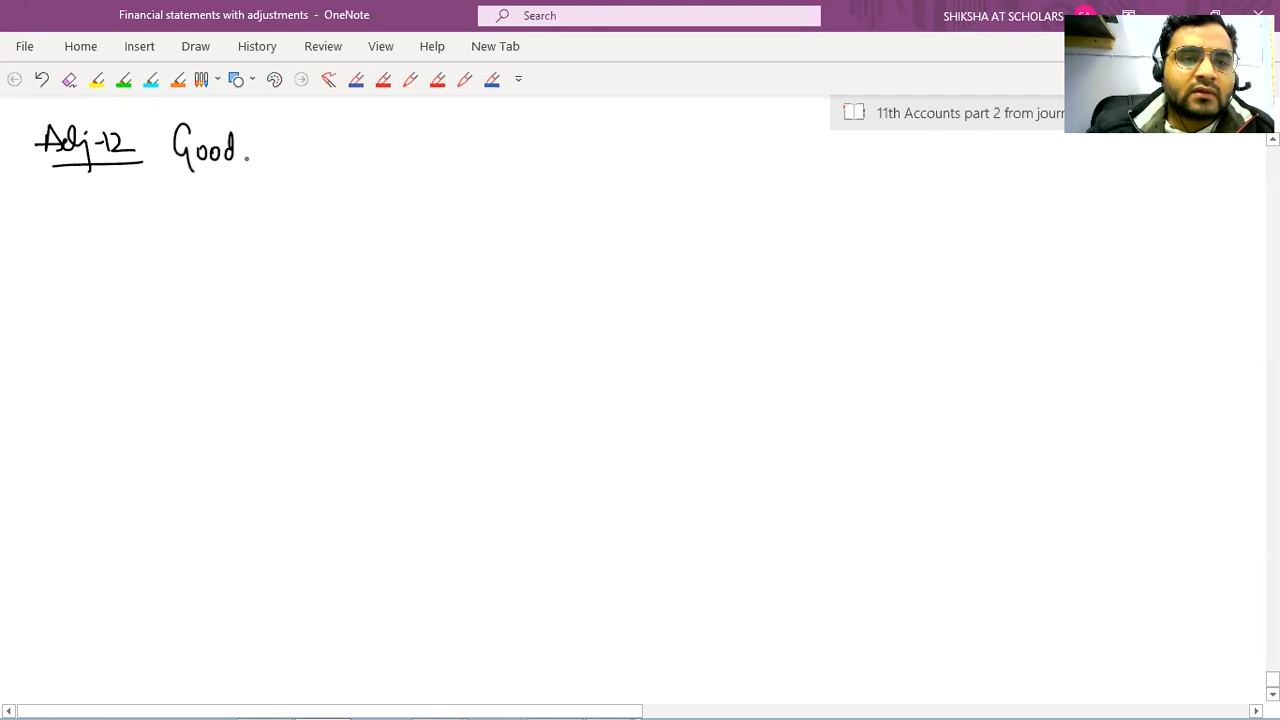 Financial statements with adjustments - OneNote
Search
SHIKSHA AT SCHOLARS
File Home Insert Draw History Review View Help New Tab
11th Accounts part 2 from journ
Adj-12 Good